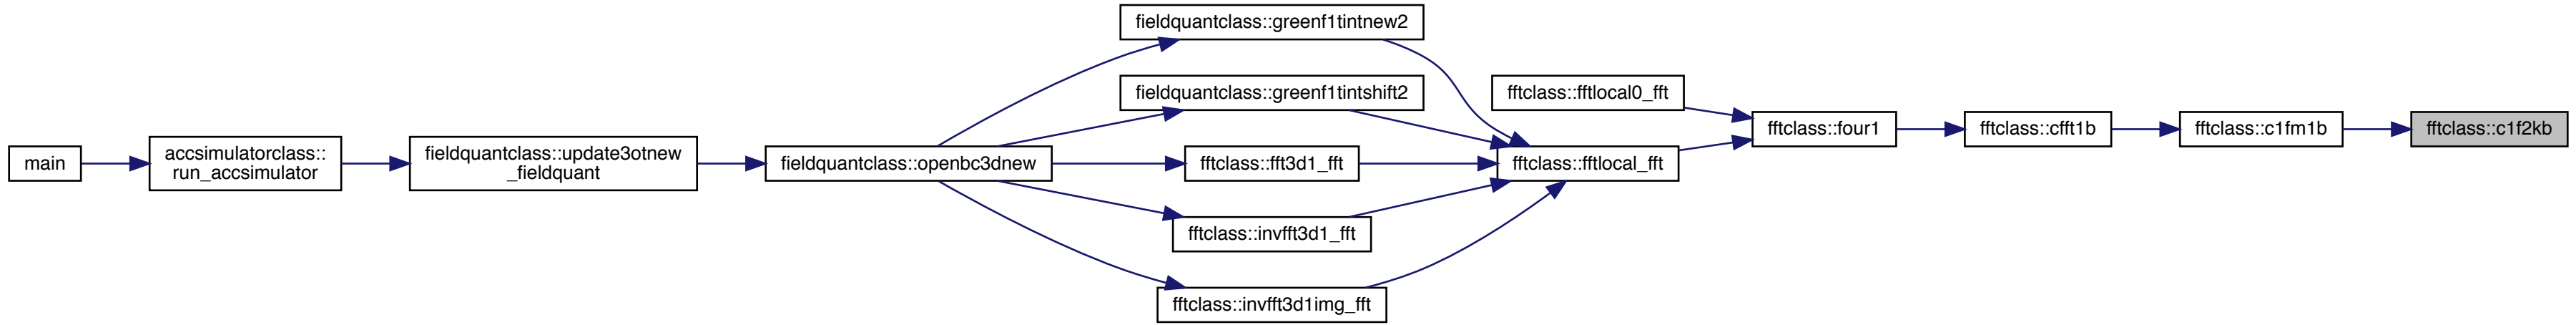 main
accsimulatorclass::
run_accsimulator
fieldquantclass::update3otnew
_fieldquant
fieldquantclass::openbc3dnew
fieldquantclass::greenf1tintnew2
fieldquantclass::greenf1tintshift2
fftclass::fft3d1_fft
fftclass::invfft3d1_fft
fftclass::invfft3d1img_fft
fftclass::fftlocal0_fft
fftclass::fftlocal_fft
fftclass::four1
fftclass::cfft1b
fftclass::c1fm1b
fftclass::c1f2kb